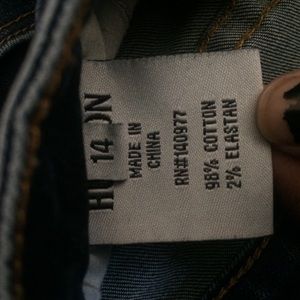 14
MADE IN
CHINA
RN#140977
98% COTTON
2% ELASTAN